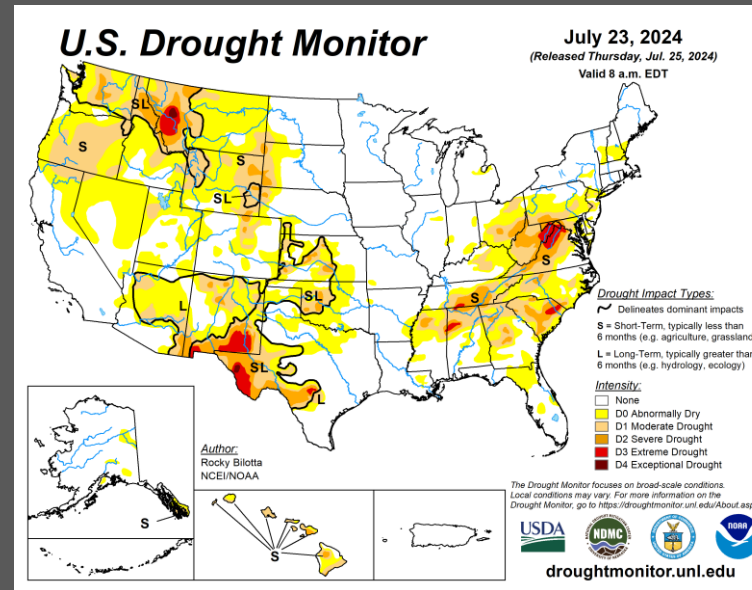 U.S. Drought Monitor
July 23, 2024
(Released Thursday, Jul. 25, 2024)
Valid 8 a.m. EDT
SL
S
S
SL
L
SL
SL
L
S
S
S
S
Author:
Rocky Bilotta
NCEI/NOAA
Drought Impact Types:
Delineates dominant impacts
S = Short-Term, typically less than
6 months (e.g. agriculture, grassland
L = Long-Term, typically greater than
6 months (e.g. hydrology, ecology)
Intensity:
None
D0 Abnormally Dry
D1 Moderate Drought
D2 Severe Drought
D3 Extreme Drought
D4 Exceptional Drought
The Drought Monitor focuses on broad-scale conditions.
Local conditions may vary. For more information on the
Drought Monitor, go to https://droughtmonitor.unl.edu/About.asp
USDA
NDMC
NOAA
droughtmonitor.unl.edu